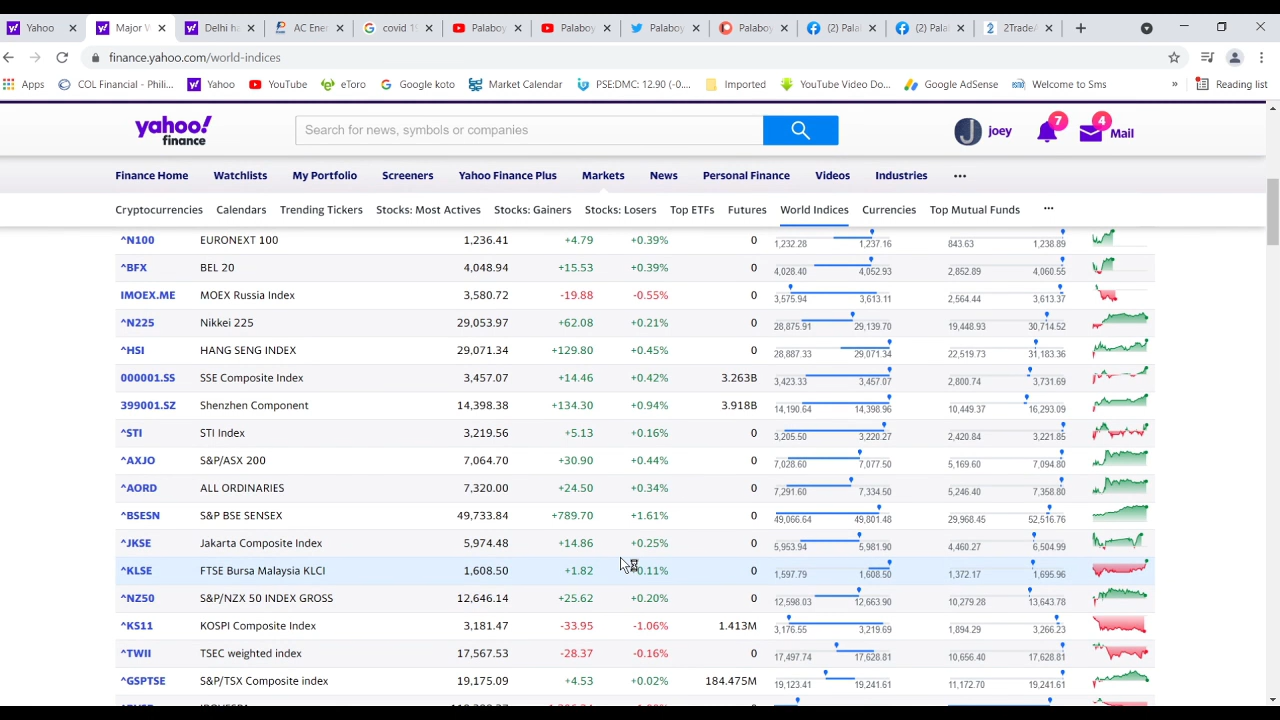 Yahoo Major W Delhi ha AC Ener covid 19 Palaboy Palaboy Palaboy Palaboy (2) Pala (2) Pala 2Trade
finance.yahoo.com/world-indices
Apps COL Financial - Phili... Yahoo YouTube eToro Google koto Market Calendar PSE:DMC: 12.90 (-0.... Imported YouTube Video Do... Google AdSense Welcome to Sms » Reading list
yahoo! finance Search for news, symbols or companies J joey 7 4 Mail
Finance Home Watchlists My Portfolio Screeners Yahoo Finance Plus Markets News Personal Finance Videos Industries ...
Cryptocurrencies Calendars Trending Tickers Stocks: Most Actives Stocks: Gainers Stocks: Losers Top ETFs Futures World Indices Currencies Top Mutual Funds ...
^N100 EURONEXT 100 1,236.41 +4.79 +0.39% 0 1,232.28 1,237.16 843.63 1,238.89
^BFX BEL 20 4,048.94 +15.53 +0.39% 0 4,028.40 4,052.93 2,852.89 4,060.55
IMOEX.ME MOEX Russia Index 3,580.72 -19.88 -0.55% 0 3,575.94 3,613.11 2,564.44 3,613.37
^N225 Nikkei 225 29,053.97 +62.08 +0.21% 0 28,875.91 29,139.70 19,448.93 30,714.52
^HSI HANG SENG INDEX 29,071.34 +129.80 +0.45% 0 28,887.33 29,071.34 22,519.73 31,183.36
000001.SS SSE Composite Index 3,457.07 +14.46 +0.42% 3.263B 3,423.33 3,457.07 2,800.74 3,731.69
399001.SZ Shenzhen Component 14,398.38 +134.30 +0.94% 3.918B 14,190.64 14,398.96 10,449.37 16,293.09
^STI STI Index 3,219.56 +5.13 +0.16% 0 3,205.50 3,220.27 2,420.84 3,221.85
^AXJO S&P/ASX 200 7,064.70 +30.90 +0.44% 0 7,028.60 7,077.50 5,169.60 7,094.80
^AORD ALL ORDINARIES 7,320.00 +24.50 +0.34% 0 7,291.60 7,334.50 5,246.40 7,358.80
^BSESN S&P BSE SENSEX 49,733.84 +789.70 +1.61% 0 49,066.64 49,801.48 29,968.45 52,516.76
^JKSE Jakarta Composite Index 5,974.48 +14.86 +0.25% 0 5,953.94 5,981.90 4,460.27 6,504.99
^KLSE FTSE Bursa Malaysia KLCI 1,608.50 +1.82 0.11% 0 1,597.79 1,608.50 1,372.17 1,695.96
^NZ50 S&P/NZX 50 INDEX GROSS 12,646.14 +25.62 +0.20% 0 12,598.03 12,663.90 10,279.28 13,643.78
^KS11 KOSPI Composite Index 3,181.47 -33.95 -1.06% 1.413M 3,176.55 3,219.69 1,894.29 3,266.23
^TWII TSEC weighted index 17,567.53 -28.37 -0.16% 0 17,497.74 17,628.81 10,656.40 17,628.81
^GSPTSE S&P/TSX Composite index 19,175.09 +4.53 +0.02% 184.475M 19,123.41 19,241.61 11,172.70 19,241.61